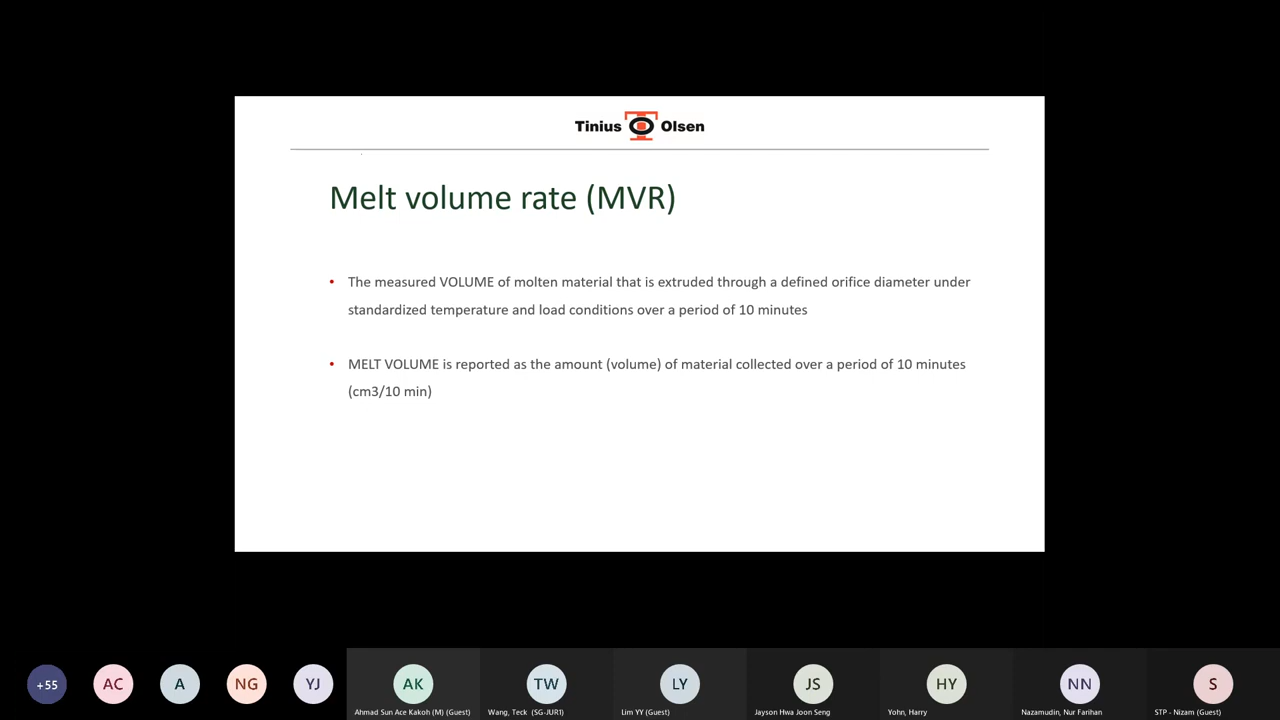 Tinius Olsen
Melt volume rate (MVR)
• The measured VOLUME of molten material that is extruded through a defined orifice diameter under
standardized temperature and load conditions over a period of 10 minutes
• MELT VOLUME is reported as the amount (volume) of material collected over a period of 10 minutes
(cm3/10 min)
+55 AC A NG YJ AK TW LY JS HY NN S
Ahmad Sun Ace Kakoh (M) (Guest) Wang, Teck (SG-JUR1) Lim YY (Guest) Jayson Hwa Joon Seng Yohn, Harry Nazamudin, Nur Farihan STP - Nizam (Guest)